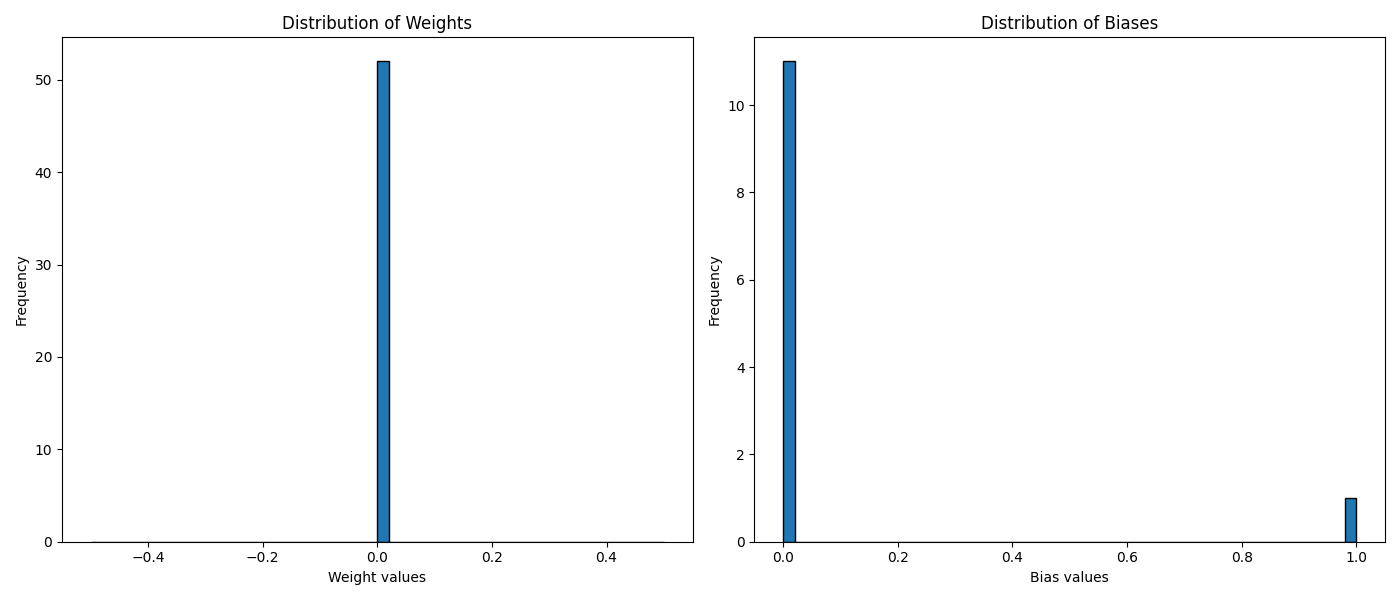 Distribution of Weights
Frequency
50
40
30
20
10
0
−0.4 −0.2 0.0 0.2 0.4
Weight values
Distribution of Biases
Frequency
10
8
6
4
2
0
0.0 0.2 0.4 0.6 0.8 1.0
Bias values